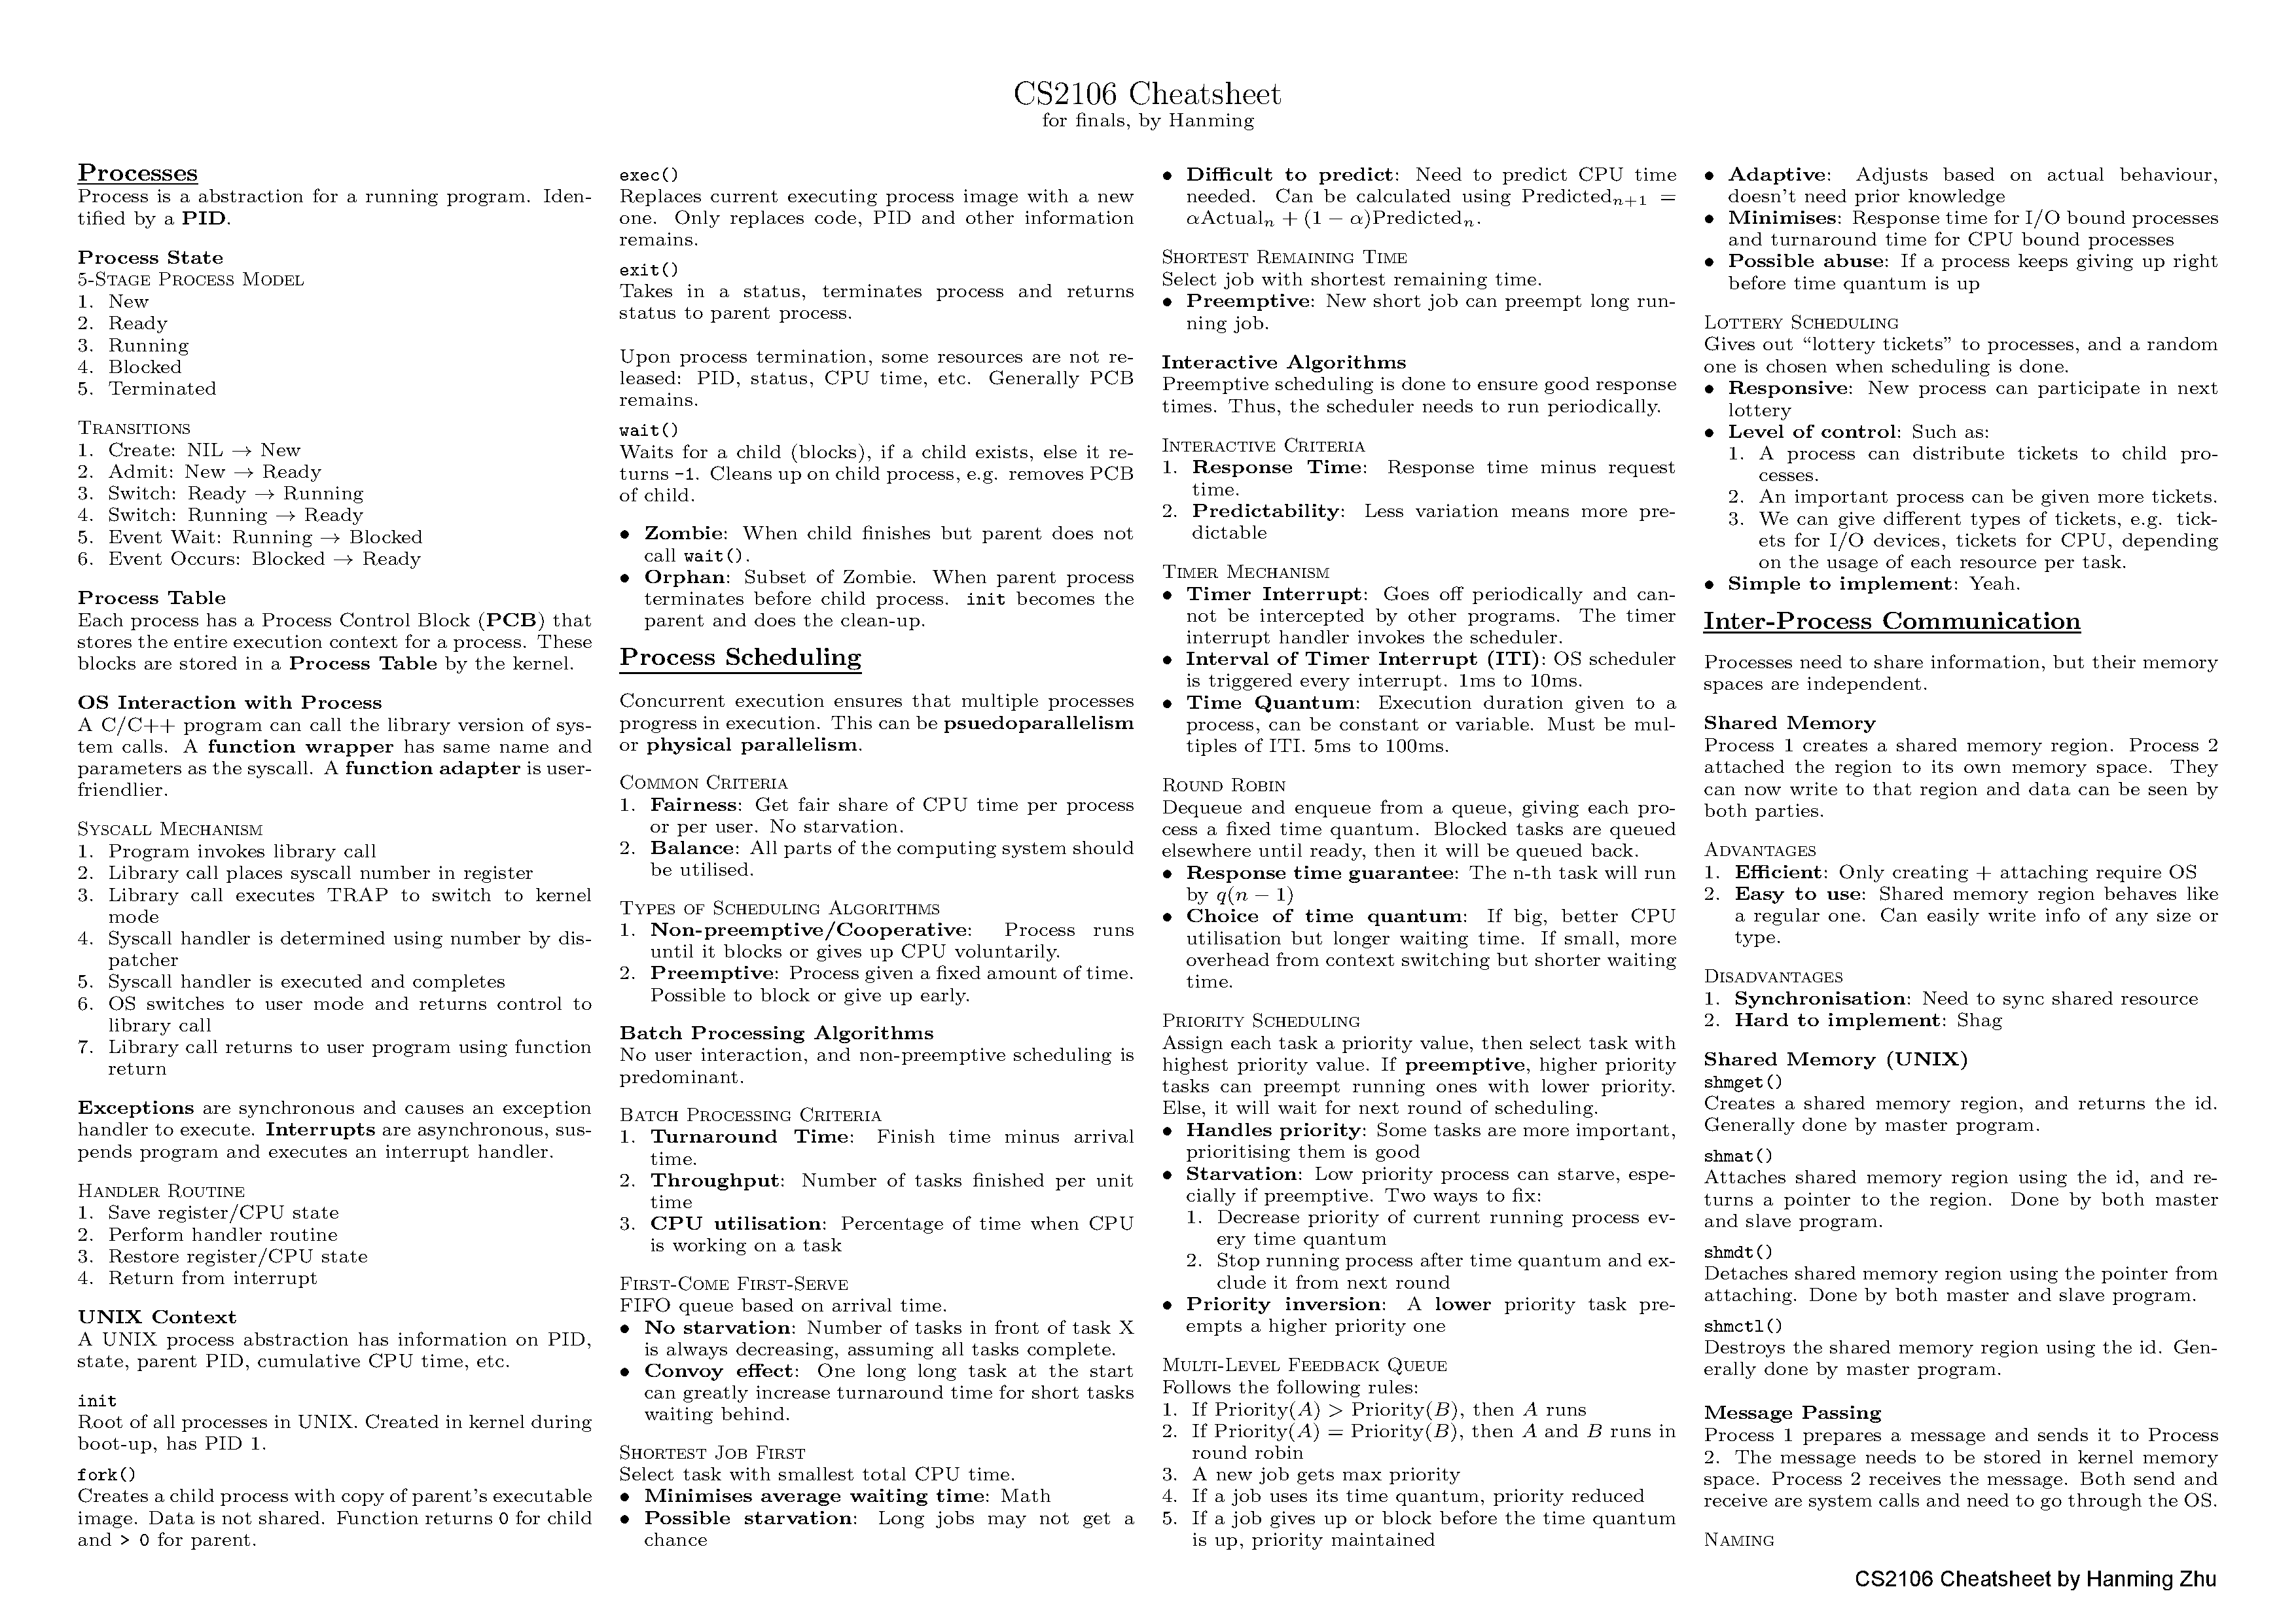 CS2106 Cheatsheet
for finals, by Hanming
Processes
Process is a abstraction for a running program. Iden-
tified by a PID.
Process State
5-Stage Process Model
1. New
2. Ready
3. Running
4. Blocked
5. Terminated
Transitions
1. Create: NIL → New
2. Admit: New → Ready
3. Switch: Ready → Running
4. Switch: Running → Ready
5. Event Wait: Running → Blocked
6. Event Occurs: Blocked → Ready
Process Table
Each process has a Process Control Block (PCB) that
stores the entire execution context for a process. These
blocks are stored in a Process Table by the kernel.
OS Interaction with Process
A C/C++ program can call the library version of sys-
tem calls. A function wrapper has same name and
parameters as the syscall. A function adapter is user-
friendlier.
Syscall Mechanism
1. Program invokes library call
2. Library call places syscall number in register
3. Library call executes TRAP to switch to kernel
mode
4. Syscall handler is determined using number by dis-
patcher
5. Syscall handler is executed and completes
6. OS switches to user mode and returns control to
library call
7. Library call returns to user program using function
return
Exceptions are synchronous and causes an exception
handler to execute. Interrupts are asynchronous, sus-
pends program and executes an interrupt handler.
Handler Routine
1. Save register/CPU state
2. Perform handler routine
3. Restore register/CPU state
4. Return from interrupt
UNIX Context
A UNIX process abstraction has information on PID,
state, parent PID, cumulative CPU time, etc.
init
Root of all processes in UNIX. Created in kernel during
boot-up, has PID 1.
fork()
Creates a child process with copy of parent's executable
image. Data is not shared. Function returns 0 for child
and > 0 for parent.
exec()
Replaces current executing process image with a new
one. Only replaces code, PID and other information
remains.
exit()
Takes in a status, terminates process and returns
status to parent process.
Upon process termination, some resources are not re-
leased: PID, status, CPU time, etc. Generally PCB
remains.
wait()
Waits for a child (blocks), if a child exists, else it re-
turns -1. Cleans up on child process, e.g. removes PCB
of child.
• Zombie: When child finishes but parent does not
call wait().
• Orphan: Subset of Zombie. When parent process
terminates before child process. init becomes the
parent and does the clean-up.
Process Scheduling
Concurrent execution ensures that multiple processes
progress in execution. This can be psuedoparallelism
or physical parallelism.
Common Criteria
1. Fairness: Get fair share of CPU time per process
or per user. No starvation.
2. Balance: All parts of the computing system should
be utilised.
Types of Scheduling Algorithms
1. Non-preemptive/Cooperative: Process runs
until it blocks or gives up CPU voluntarily.
2. Preemptive: Process given a fixed amount of time.
Possible to block or give up early.
Batch Processing Algorithms
No user interaction, and non-preemptive scheduling is
predominant.
Batch Processing Criteria
1. Turnaround Time: Finish time minus arrival
time.
2. Throughput: Number of tasks finished per unit
time
3. CPU utilisation: Percentage of time when CPU
is working on a task
First-Come First-Serve
FIFO queue based on arrival time.
• No starvation: Number of tasks in front of task X
is always decreasing, assuming all tasks complete.
• Convoy effect: One long long task at the start
can greatly increase turnaround time for short tasks
waiting behind.
Shortest Job First
Select task with smallest total CPU time.
• Minimises average waiting time: Math
• Possible starvation: Long jobs may not get a
chance
• Difficult to predict: Need to predict CPU time
needed. Can be calculated using Predictedₙ₊₁ =
αActualₙ + (1 − α)Predictedₙ.
Shortest Remaining Time
Select job with shortest remaining time.
• Preemptive: New short job can preempt long run-
ning job.
Interactive Algorithms
Preemptive scheduling is done to ensure good response
times. Thus, the scheduler needs to run periodically.
Interactive Criteria
1. Response Time: Response time minus request
time.
2. Predictability: Less variation means more pre-
dictable
Timer Mechanism
• Timer Interrupt: Goes off periodically and can-
not be intercepted by other programs. The timer
interrupt handler invokes the scheduler.
• Interval of Timer Interrupt (ITI): OS scheduler
is triggered every interrupt. 1ms to 10ms.
• Time Quantum: Execution duration given to a
process, can be constant or variable. Must be mul-
tiples of ITI. 5ms to 100ms.
Round Robin
Dequeue and enqueue from a queue, giving each pro-
cess a fixed time quantum. Blocked tasks are queued
elsewhere until ready, then it will be queued back.
• Response time guarantee: The n-th task will run
by q(n − 1)
• Choice of time quantum: If big, better CPU
utilisation but longer waiting time. If small, more
overhead from context switching but shorter waiting
time.
Priority Scheduling
Assign each task a priority value, then select task with
highest priority value. If preemptive, higher priority
tasks can preempt running ones with lower priority.
Else, it will wait for next round of scheduling.
• Handles priority: Some tasks are more important,
prioritising them is good
• Starvation: Low priority process can starve, espe-
cially if preemptive. Two ways to fix:
1. Decrease priority of current running process ev-
ery time quantum
2. Stop running process after time quantum and ex-
clude it from next round
• Priority inversion: A lower priority task pre-
empts a higher priority one
Multi-Level Feedback Queue
Follows the following rules:
1. If Priority(A) > Priority(B), then A runs
2. If Priority(A) = Priority(B), then A and B runs in
round robin
3. A new job gets max priority
4. If a job uses its time quantum, priority reduced
5. If a job gives up or block before the time quantum
is up, priority maintained
• Adaptive: Adjusts based on actual behaviour,
doesn't need prior knowledge
• Minimises: Response time for I/O bound processes
and turnaround time for CPU bound processes
• Possible abuse: If a process keeps giving up right
before time quantum is up
Lottery Scheduling
Gives out “lottery tickets” to processes, and a random
one is chosen when scheduling is done.
• Responsive: New process can participate in next
lottery
• Level of control: Such as:
1. A process can distribute tickets to child pro-
cesses.
2. An important process can be given more tickets.
3. We can give different types of tickets, e.g. tick-
ets for I/O devices, tickets for CPU, depending
on the usage of each resource per task.
• Simple to implement: Yeah.
Inter-Process Communication
Processes need to share information, but their memory
spaces are independent.
Shared Memory
Process 1 creates a shared memory region. Process 2
attached the region to its own memory space. They
can now write to that region and data can be seen by
both parties.
Advantages
1. Efficient: Only creating + attaching require OS
2. Easy to use: Shared memory region behaves like
a regular one. Can easily write info of any size or
type.
Disadvantages
1. Synchronisation: Need to sync shared resource
2. Hard to implement: Shag
Shared Memory (UNIX)
shmget()
Creates a shared memory region, and returns the id.
Generally done by master program.
shmat()
Attaches shared memory region using the id, and re-
turns a pointer to the region. Done by both master
and slave program.
shmdt()
Detaches shared memory region using the pointer from
attaching. Done by both master and slave program.
shmctl()
Destroys the shared memory region using the id. Gen-
erally done by master program.
Message Passing
Process 1 prepares a message and sends it to Process
2. The message needs to be stored in kernel memory
space. Process 2 receives the message. Both send and
receive are system calls and need to go through the OS.
Naming
CS2106 Cheatsheet by Hanming Zhu